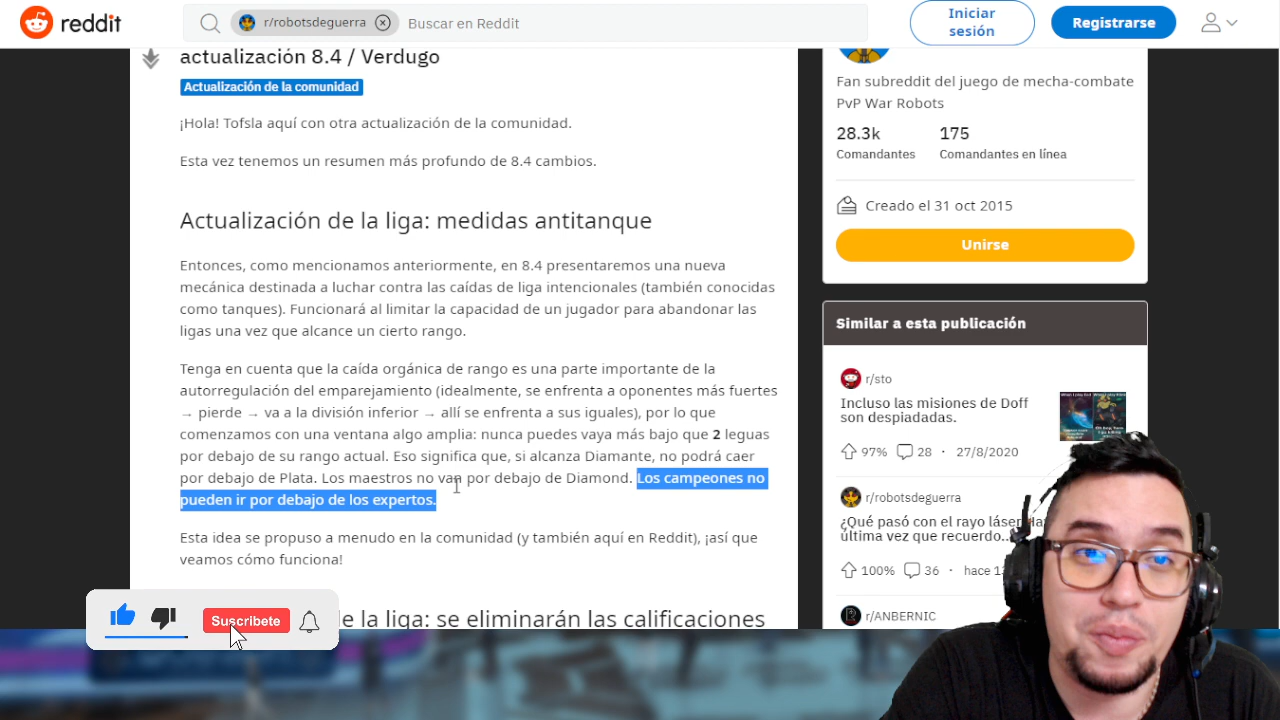 reddit
r/robotsdeguerra
Buscar en Reddit
Iniciar
sesión
Registrarse
actualización 8.4 / Verdugo
Actualización de la comunidad
¡Hola! Tofsla aquí con otra actualización de la comunidad.
Esta vez tenemos un resumen más profundo de 8.4 cambios.
Actualización de la liga: medidas antitanque
Entonces, como mencionamos anteriormente, en 8.4 presentaremos una nueva
mecánica destinada a luchar contra las caídas de liga intencionales (también conocidas
como tanques). Funcionará al limitar la capacidad de un jugador para abandonar las
ligas una vez que alcance un cierto rango.
Tenga en cuenta que la caída orgánica de rango es una parte importante de la
autorregulación del emparejamiento (idealmente, se enfrenta a oponentes más fuertes
→ pierde → va a la división inferior → allí se enfrenta a sus iguales), por lo que
comenzamos con una ventana algo amplia: nunca puedes vaya más bajo que 2 leguas
por debajo de su rango actual. Eso significa que, si alcanza Diamante, no podrá caer
por debajo de Plata. Los maestros no van por debajo de Diamond. Los campeones no
pueden ir por debajo de los expertos.
Esta idea se propuso a menudo en la comunidad (y también aquí en Reddit), ¡así que
veamos cómo funciona!
de la liga: se eliminarán las calificaciones
Suscribete
Fan subreddit del juego de mecha-combate
PvP War Robots
28.3k
175
Comandantes
Comandantes en línea
Creado el 31 oct 2015
Unirse
Similar a esta publicación
r/sto
Incluso las misiones de Doff
son despiadadas.
97%
28
27/8/2020
r/robotsdeguerra
¿Qué pasó con el rayo láser
última vez que recuerdo...
100%
36
hace
r/ANBERNIC